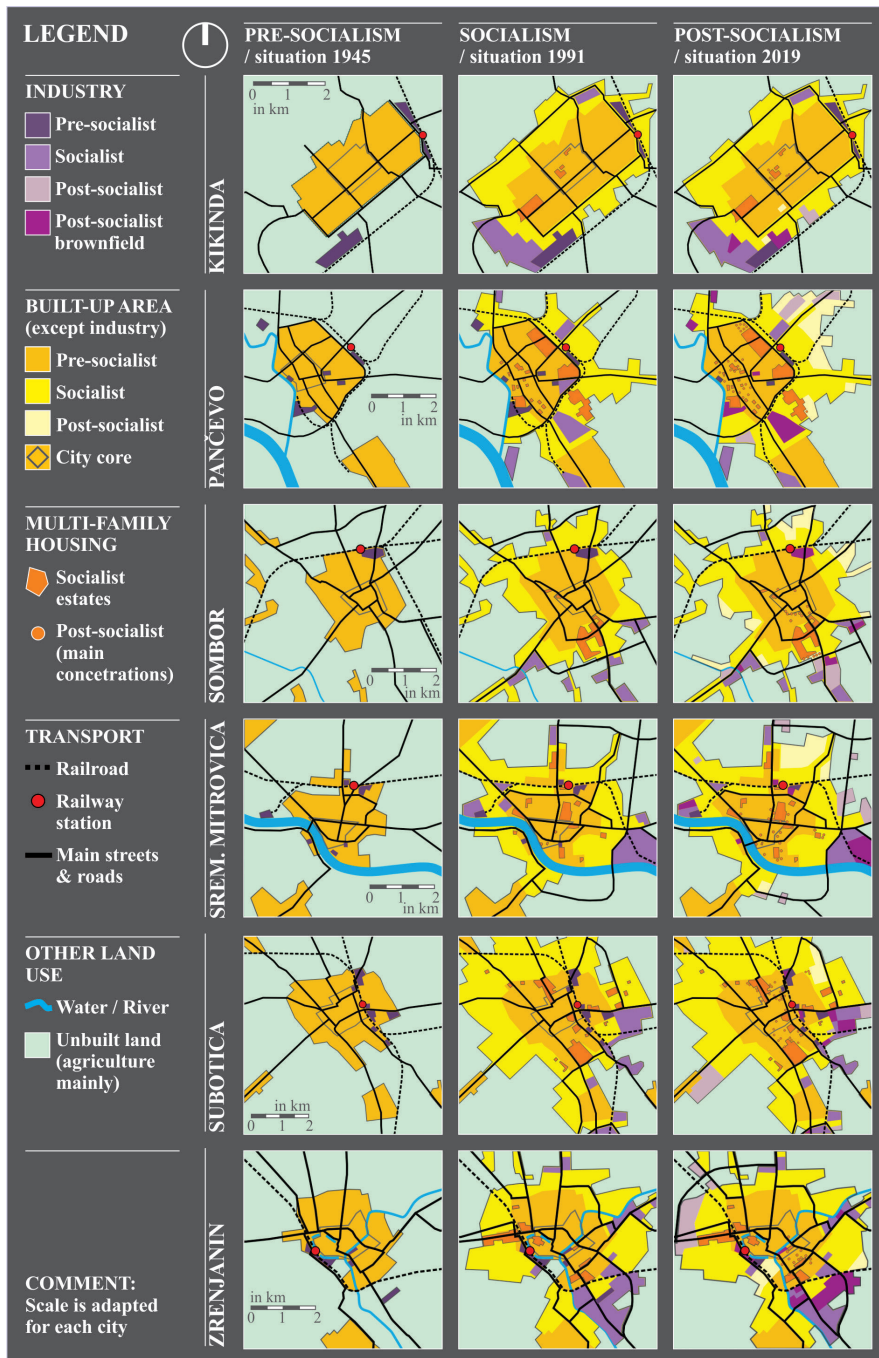 LEGEND
INDUSTRY
Pre-socialist
Socialist
Post-socialist
Post-socialist
brownfield
BUILT-UP AREA
(except industry)
Pre-socialist
Socialist
Post-socialist
City core
MULTI-FAMILY
HOUSING
Socialist
estates
Post-socialist
(main
concetrations)
TRANSPORT
Railroad
Railway
station
Main streets
& roads
OTHER LAND
USE
Water / River
Unbuilt land
(agriculture
mainly)
COMMENT:
Scale is adapted
for each city
PRE-SOCIALISM
/ situation 1945
SOCIALISM
/ situation 1991
POST-SOCIALISM
/ situation 2019
KIKINDA
0 1 2
in km
PANČEVO
0 1 2
in km
SOMBOR
0 1 2
in km
SREM. MITROVICA
0 1 2
in km
SUBOTICA
in km
0 2
ZRENJANIN
in km
0 1 2